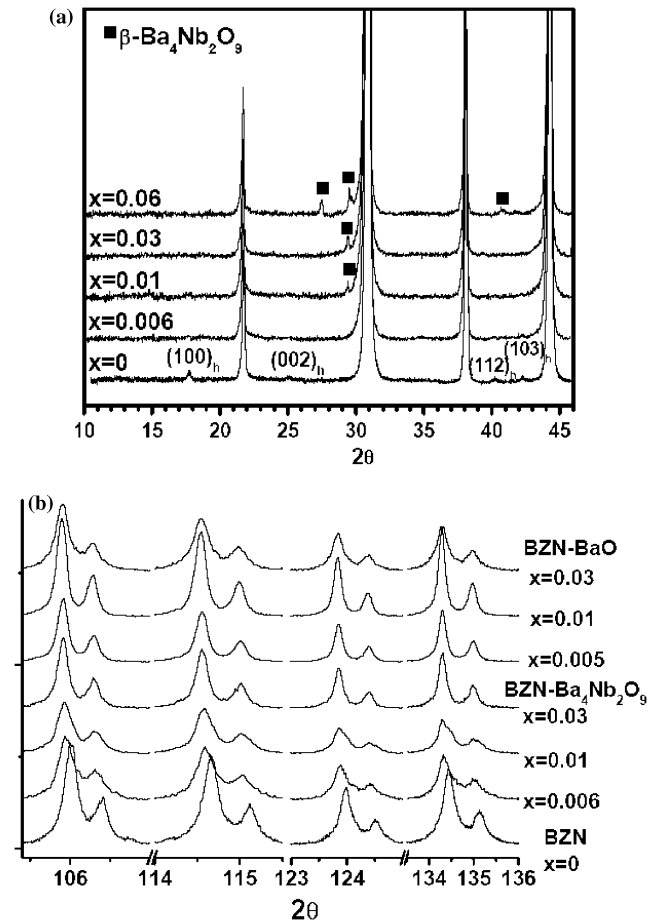 (a)
■β-Ba₄Nb₂O₉
x=0.06
x=0.03
x=0.01
x=0.006
x=0
(100)ₕ
(002)ₕ
(112)ₕ
(103)ₕ
10 15 20 25 30 35 40 45
2θ
(b)
BZN-BaO
x=0.03
x=0.01
x=0.005
BZN-Ba₄Nb₂O₉
x=0.03
x=0.01
x=0.006
BZN
x=0
106 114 115 123 124 134 135 136
2θ